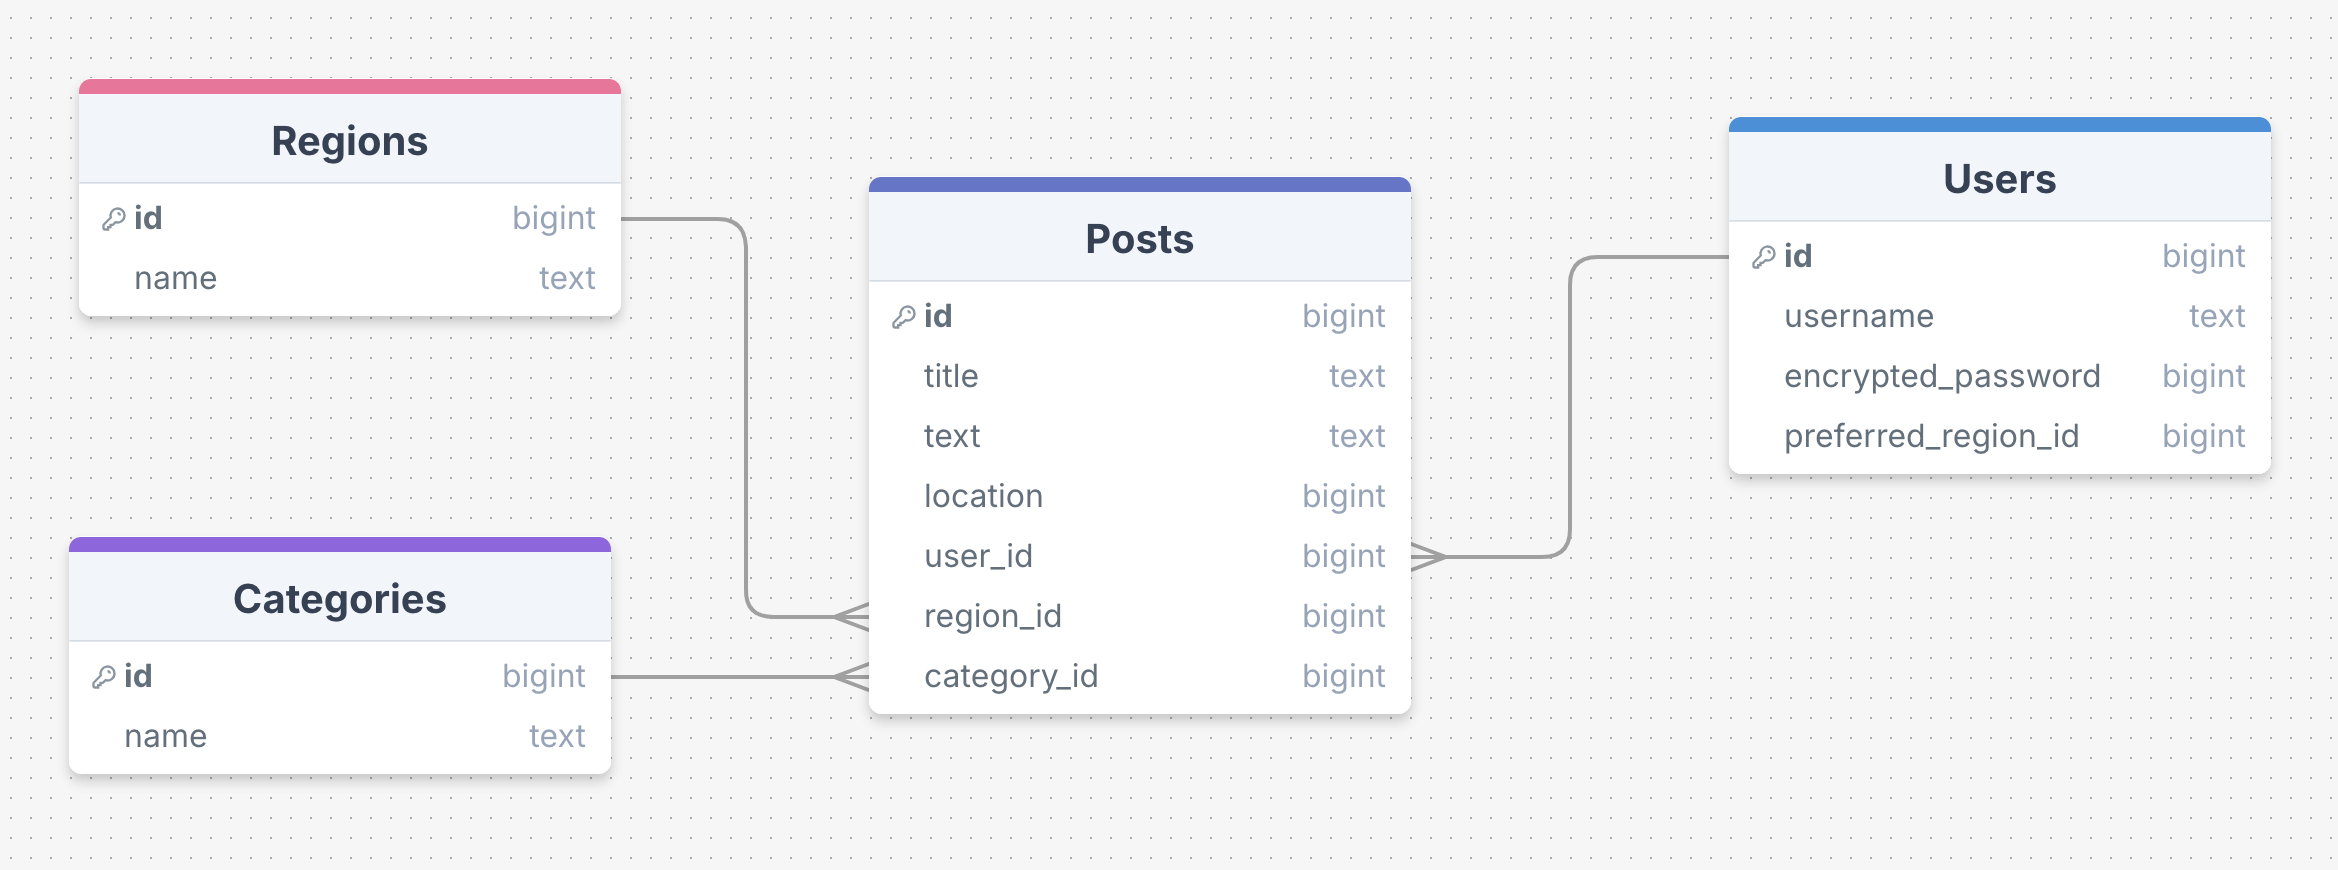 Regions
id bigint
name text
Categories
id bigint
name text
Posts
id bigint
title text
text text
location bigint
user_id bigint
region_id bigint
category_id bigint
Users
id bigint
username text
encrypted_password bigint
preferred_region_id bigint